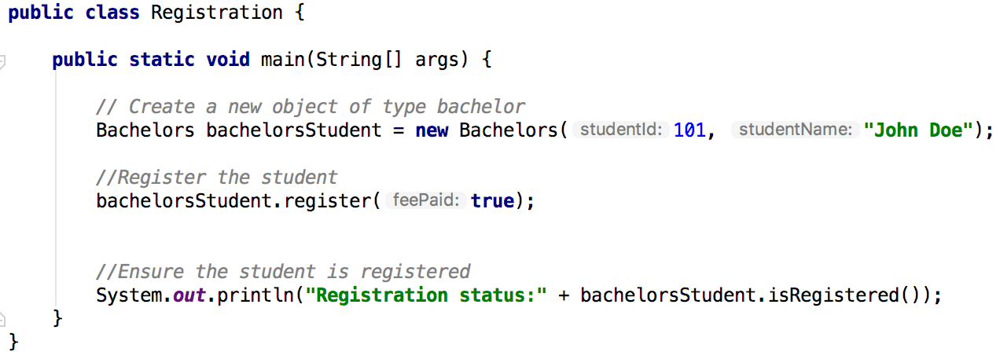 public class Registration {
public static void main(String[] args) {
// Create a new object of type bachelor
Bachelors bachelorsStudent = new Bachelors( studentId: 101, studentName: "John Doe");
//Register the student
bachelorsStudent.register( feePaid: true);
//Ensure the student is registered
System.out.println("Registration status:" + bachelorsStudent.isRegistered());
}
}